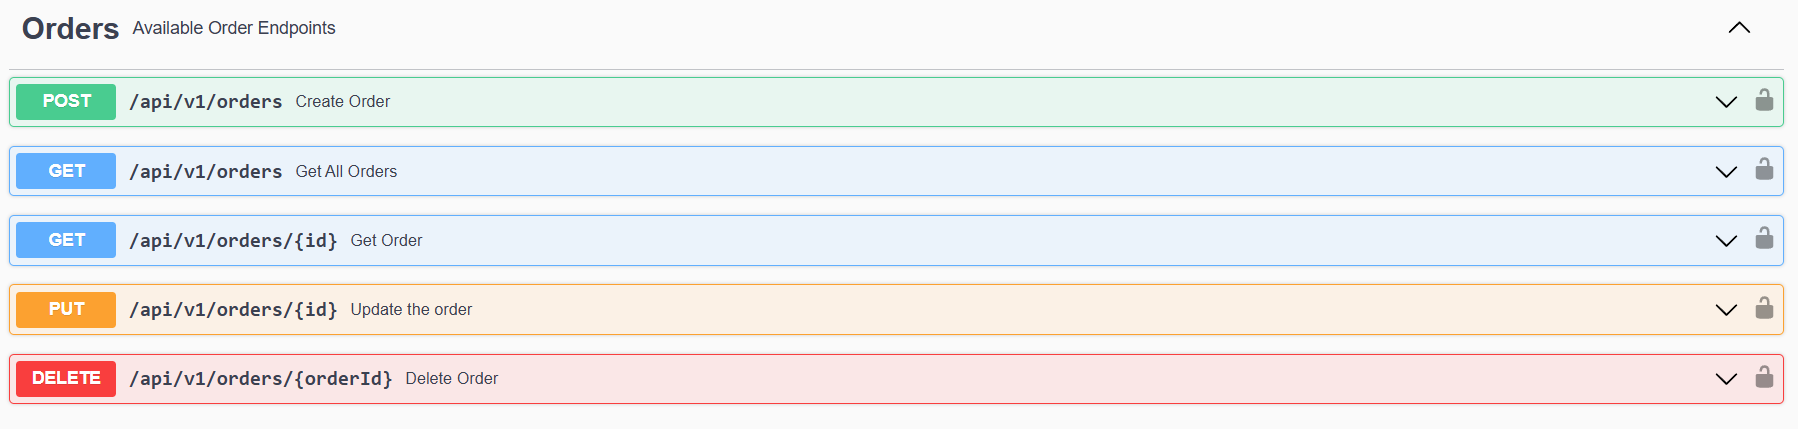 Orders Available Order Endpoints
POST /api/v1/orders Create Order
GET /api/v1/orders Get All Orders
GET /api/v1/orders/{id} Get Order
PUT /api/v1/orders/{id} Update the order
DELETE /api/v1/orders/{orderId} Delete Order